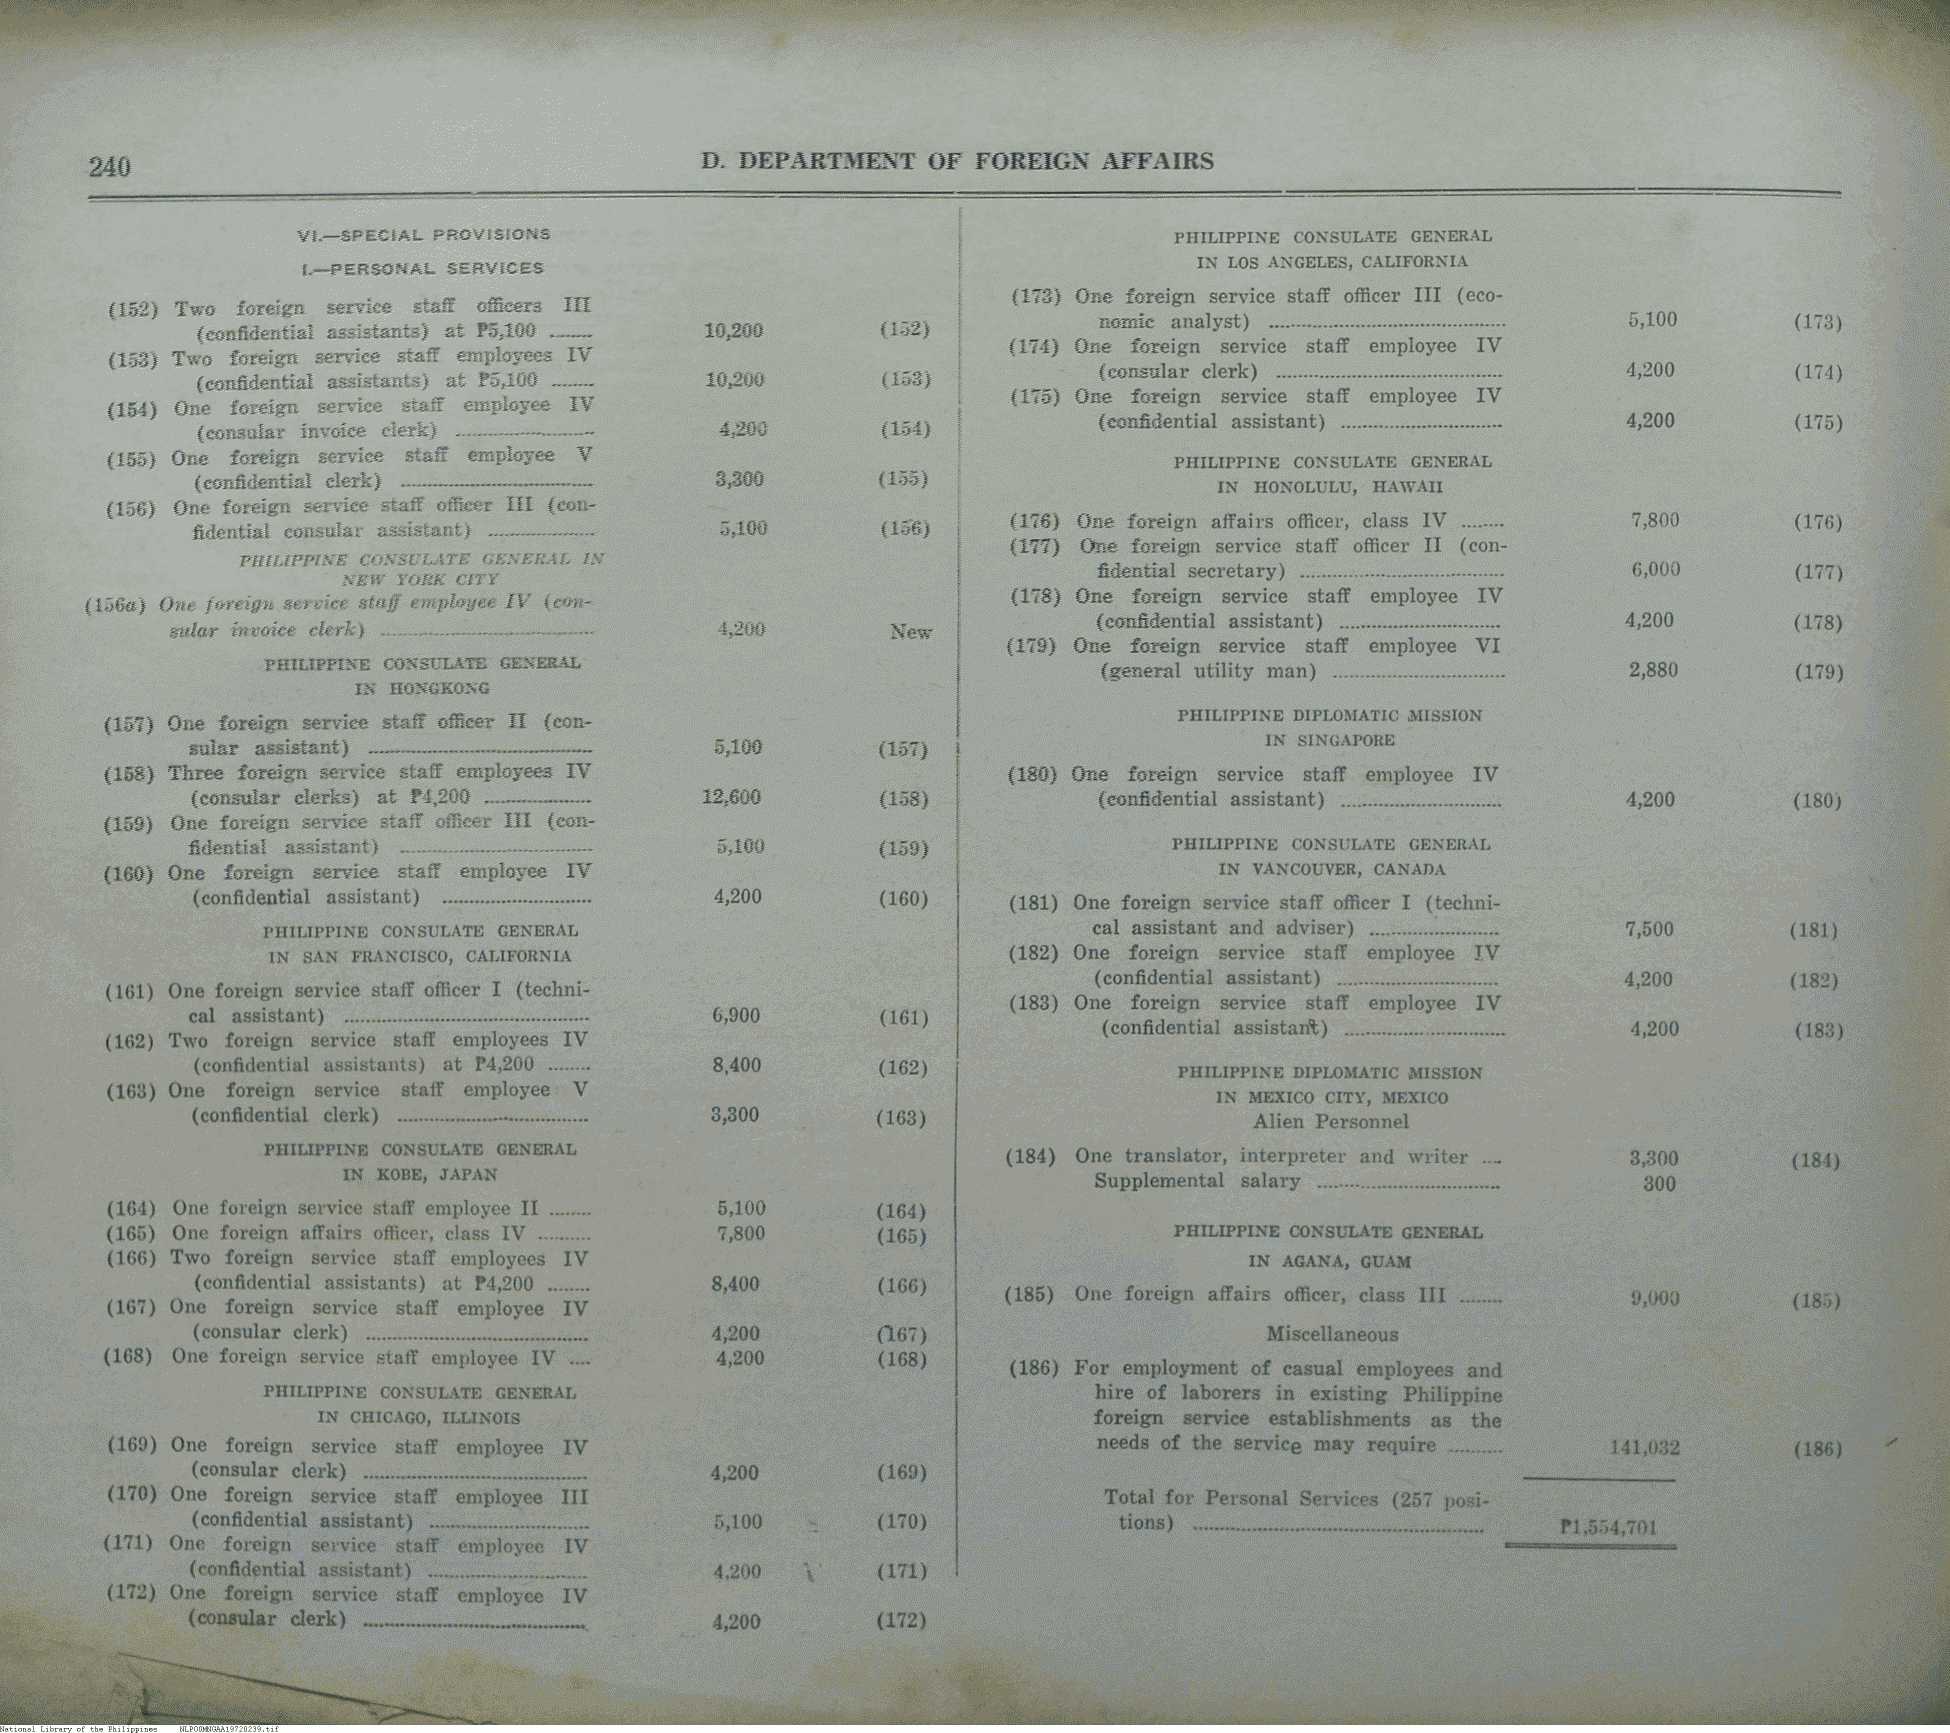 240
D. DEPARTMENT OF FOREIGN AFFAIRS
VI.—SPECIAL PROVISIONS
I.—PERSONAL SERVICES
(152) Two foreign service staff officers III
(confidential assistants) at ₱5,100 ........ 10,200 (152)
(153) Two foreign service staff employees IV
(confidential assistants) at ₱5,100 ........ 10,200 (153)
(154) One foreign service staff employee IV
(consular invoice clerk) ........ 4,200 (154)
(155) One foreign service staff employee V
(confidential clerk) ........ 3,300 (155)
(156) One foreign service staff officer III (con-
fidential consular assistant) ........ 5,100 (156)
PHILIPPINE CONSULATE GENERAL IN
NEW YORK CITY
(156a) One foreign service staff employee IV (con-
sular invoice clerk) ........ 4,200 New
PHILIPPINE CONSULATE GENERAL
IN HONGKONG
(157) One foreign service staff officer II (con-
sular assistant) ........ 5,100 (157)
(158) Three foreign service staff employees IV
(consular clerks) at ₱4,200 ........ 12,600 (158)
(159) One foreign service staff officer III (con-
fidential assistant) ........ 5,100 (159)
(160) One foreign service staff employee IV
(confidential assistant) ........ 4,200 (160)
PHILIPPINE CONSULATE GENERAL
IN SAN FRANCISCO, CALIFORNIA
(161) One foreign service staff officer I (techni-
cal assistant) ........ 6,900 (161)
(162) Two foreign service staff employees IV
(confidential assistants) at ₱4,200 ........ 8,400 (162)
(163) One foreign service staff employee V
(confidential clerk) ........ 3,300 (163)
PHILIPPINE CONSULATE GENERAL
IN KOBE, JAPAN
(164) One foreign service staff employee II ........ 5,100 (164)
(165) One foreign affairs officer, class IV ........ 7,800 (165)
(166) Two foreign service staff employees IV
(confidential assistants) at ₱4,200 ........ 8,400 (166)
(167) One foreign service staff employee IV
(consular clerk) ........ 4,200 (167)
(168) One foreign service staff employee IV .... 4,200 (168)
PHILIPPINE CONSULATE GENERAL
IN CHICAGO, ILLINOIS
(169) One foreign service staff employee IV
(consular clerk) ........ 4,200 (169)
(170) One foreign service staff employee III
(confidential assistant) ........ 5,100 (170)
(171) One foreign service staff employee IV
(confidential assistant) ........ 4,200 (171)
(172) One foreign service staff employee IV
(consular clerk) ........ 4,200 (172)
PHILIPPINE CONSULATE GENERAL
IN LOS ANGELES, CALIFORNIA
(173) One foreign service staff officer III (eco-
nomic analyst) ........ 5,100 (173)
(174) One foreign service staff employee IV
(consular clerk) ........ 4,200 (174)
(175) One foreign service staff employee IV
(confidential assistant) ........ 4,200 (175)
PHILIPPINE CONSULATE GENERAL
IN HONOLULU, HAWAII
(176) One foreign affairs officer, class IV ........ 7,800 (176)
(177) One foreign service staff officer II (con-
fidential secretary) ........ 6,000 (177)
(178) One foreign service staff employee IV
(confidential assistant) ........ 4,200 (178)
(179) One foreign service staff employee VI
(general utility man) ........ 2,880 (179)
PHILIPPINE DIPLOMATIC MISSION
IN SINGAPORE
(180) One foreign service staff employee IV
(confidential assistant) ........ 4,200 (180)
PHILIPPINE CONSULATE GENERAL
IN VANCOUVER, CANADA
(181) One foreign service staff officer I (techni-
cal assistant and adviser) ........ 7,500 (181)
(182) One foreign service staff employee IV
(confidential assistant) ........ 4,200 (182)
(183) One foreign service staff employee IV
(confidential assistant) ........ 4,200 (183)
PHILIPPINE DIPLOMATIC MISSION
IN MEXICO CITY, MEXICO
Alien Personnel
(184) One translator, interpreter and writer .... 3,300 (184)
Supplemental salary ........ 300
PHILIPPINE CONSULATE GENERAL
IN AGANA, GUAM
(185) One foreign affairs officer, class III ........ 9,000 (185)
Miscellaneous
(186) For employment of casual employees and
hire of laborers in existing Philippine
foreign service establishments as the
needs of the service may require ........ 141,032 (186)
Total for Personal Services (257 posi-
tions) ........ ₱1,554,701
National Library of the Philippines NLPOOMNGAA19720239.tif